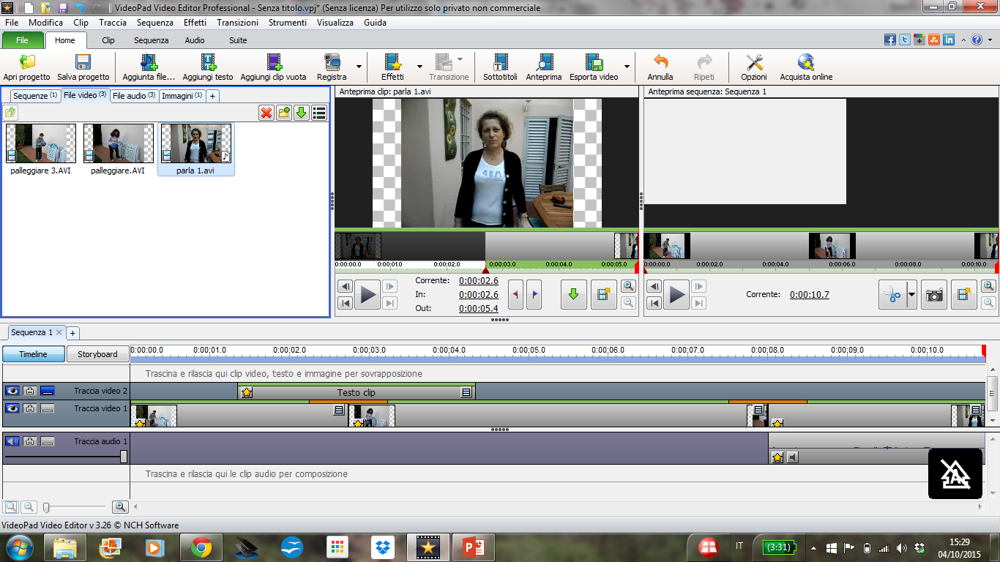 VideoPad Video Editor Professional - Senza titolo.vpj* (Senza licenza) Per utilizzo solo privato non commerciale
File Modifica Clip Traccia Sequenza Effetti Transizioni Strumenti Visualizza Guida
File Home Clip Sequenza Audio Suite
Apri progetto Salva progetto Aggiunta file... Aggiungi testo Aggiungi clip vuota Registra Effetti Transizione Sottotitoli Anteprima Esporta video Annulla Ripeti Opzioni Acquista online
Sequenze (1) File video (3) File audio (3) Immagini (1) +
Anteprima clip: parla 1.avi
Anteprima sequenza: Sequenza 1
palleggiare 3.AVI palleggiare.AVI parla 1.avi
0:00:00.0 0:00:01.0 0:00:02.0 0:00:03.0 0:00:04.0 0:00:05.0
0:00:00.0 0:00:02.0 0:00:04.0 0:00:06.0 0:00:08.0 0:00:10.0
Corrente: 0:00:02.6
In: 0:00:02.6
Out: 0:00:05.4
Corrente: 0:00:10.7
Sequenza 1 +
Timeline Storyboard
0:00:00.0 0:00:01.0 0:00:02.0 0:00:03.0 0:00:04.0 0:00:05.0 0:00:06.0 0:00:07.0 0:00:08.0 0:00:09.0 0:00:10.0
Trascina e rilascia qui clip video, testo e immagine per sovrapposizione
Traccia video 2
Testo clip
Traccia video 1
Traccia audio 1
Trascina e rilascia qui le clip audio per composizione
VideoPad Video Editor v 3.26 © NCH Software
IT
(3:31)
15:29
04/10/2015